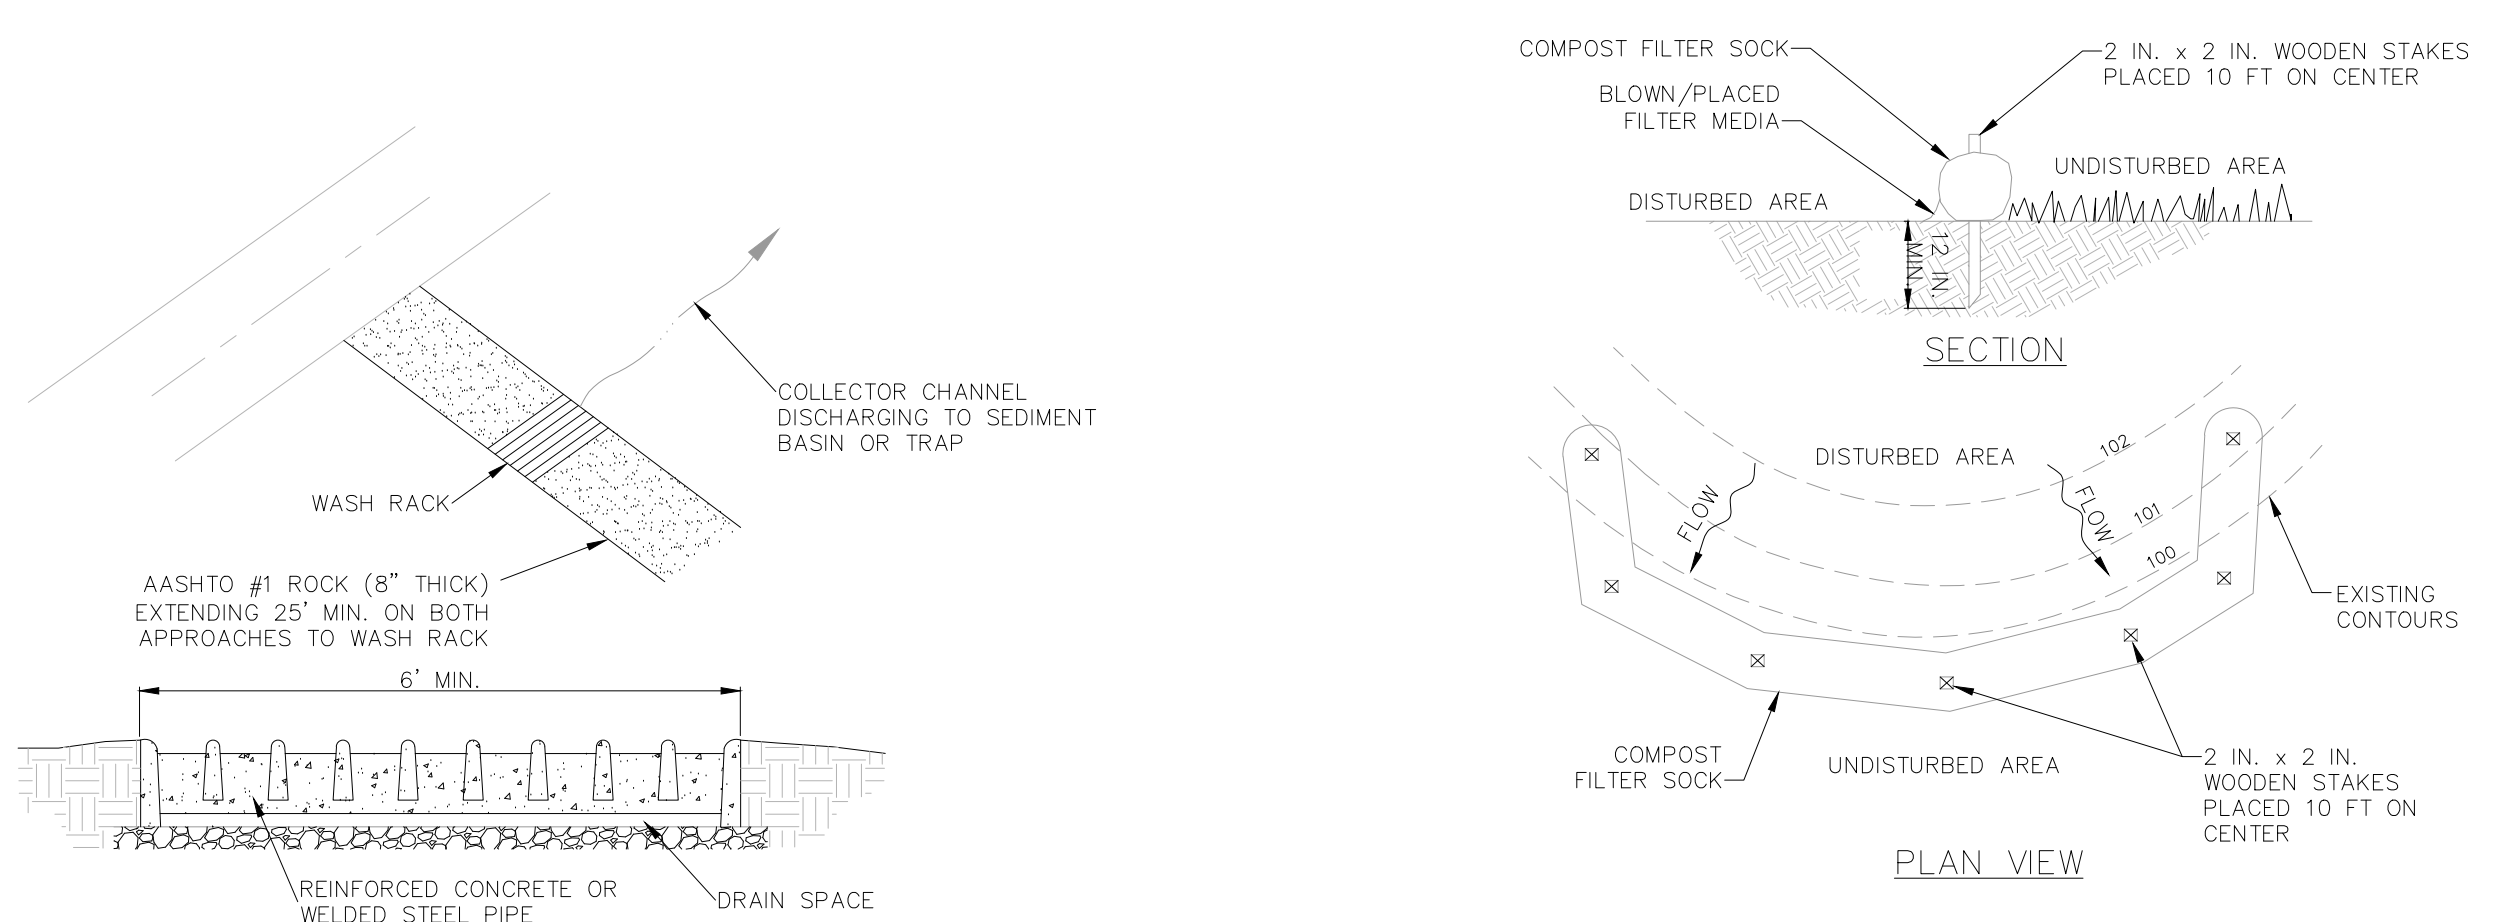 COLLECTOR CHANNEL
DISCHARGING TO SEDIMENT
BASIN OR TRAP
WASH RACK
AASHTO #1 ROCK (8" THICK)
EXTENDING 25' MIN. ON BOTH
APPROACHES TO WASH RACK
6' MIN.
REINFORCED CONCRETE OR
WELDED STEEL PIPE
DRAIN SPACE
COMPOST FILTER SOCK
2 IN. x 2 IN. WOODEN STAKES
PLACED 10 FT ON CENTER
BLOWN/PLACED
FILTER MEDIA
UNDISTURBED AREA
DISTURBED AREA
12 IN.
MIN.
SECTION
DISTURBED AREA
102
101
100
FLOW
FLOW
EXISTING
CONTOURS
COMPOST
FILTER SOCK
UNDISTURBED AREA
2 IN. x 2 IN.
WOODEN STAKES
PLACED 10 FT ON
CENTER
PLAN VIEW